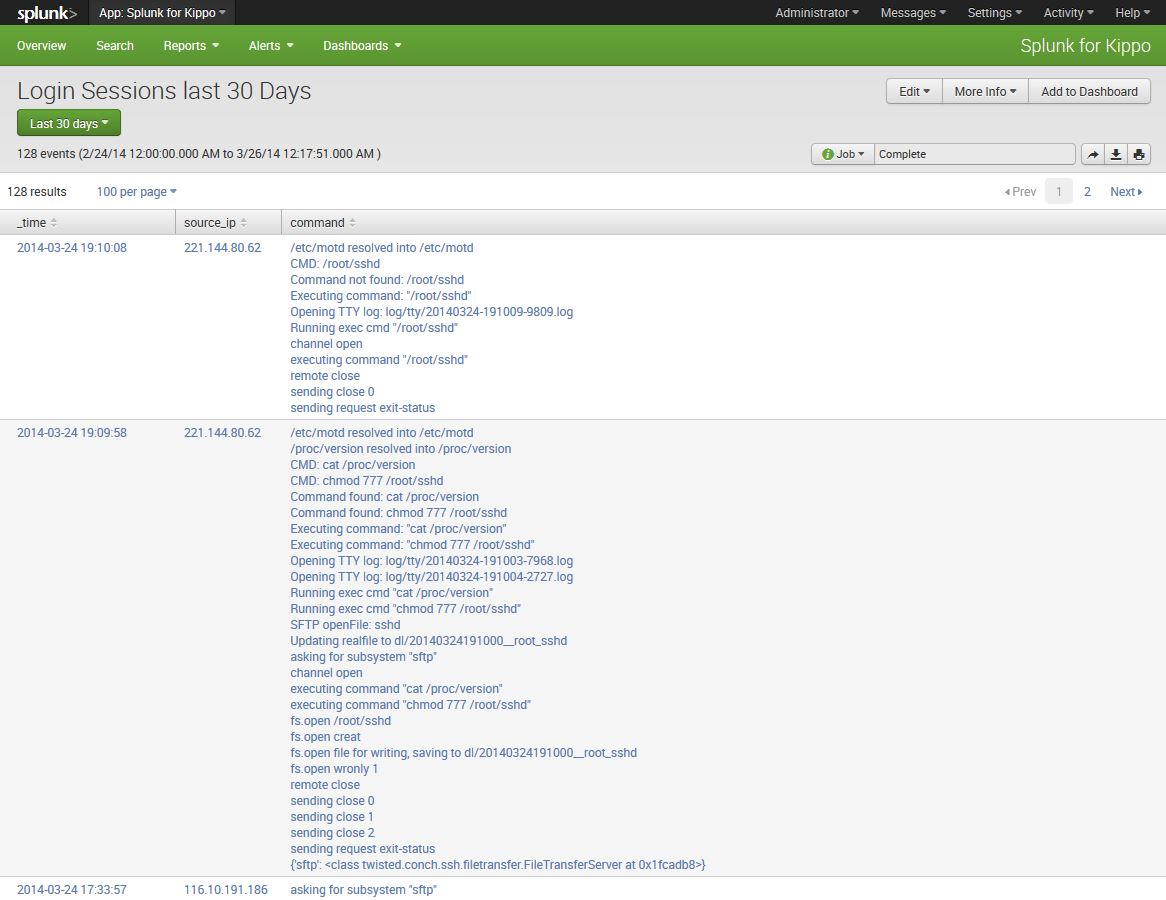 splunk> App: Splunk for Kippo Administrator Messages Settings Activity Help
Overview Search Reports Alerts Dashboards Splunk for Kippo
Login Sessions last 30 Days Edit More Info Add to Dashboard
Last 30 days
128 events (2/24/14 12:00:00.000 AM to 3/26/14 12:17:51.000 AM ) i Job Complete
128 results 100 per page Prev 1 2 Next
_time source_ip command
2014-03-24 19:10:08 221.144.80.62 /etc/motd resolved into /etc/motd
CMD: /root/sshd
Command not found: /root/sshd
Executing command: "/root/sshd"
Opening TTY log: log/tty/20140324-191009-9809.log
Running exec cmd "/root/sshd"
channel open
executing command "/root/sshd"
remote close
sending close 0
sending request exit-status
2014-03-24 19:09:58 221.144.80.62 /etc/motd resolved into /etc/motd
/proc/version resolved into /proc/version
CMD: cat /proc/version
CMD: chmod 777 /root/sshd
Command found: cat /proc/version
Command found: chmod 777 /root/sshd
Executing command: "cat /proc/version"
Executing command: "chmod 777 /root/sshd"
Opening TTY log: log/tty/20140324-191003-7968.log
Opening TTY log: log/tty/20140324-191004-2727.log
Running exec cmd "cat /proc/version"
Running exec cmd "chmod 777 /root/sshd"
SFTP openFile: sshd
Updating realfile to dl/20140324191000__root_sshd
asking for subsystem "sftp"
channel open
executing command "cat /proc/version"
executing command "chmod 777 /root/sshd"
fs.open /root/sshd
fs.open creat
fs.open file for writing, saving to dl/20140324191000__root_sshd
fs.open wronly 1
remote close
sending close 0
sending close 1
sending close 2
sending request exit-status
{'sftp': <class twisted.conch.ssh.filetransfer.FileTransferServer at 0x1fcadb8>}
2014-03-24 17:33:57 116.10.191.186 asking for subsystem "sftp"